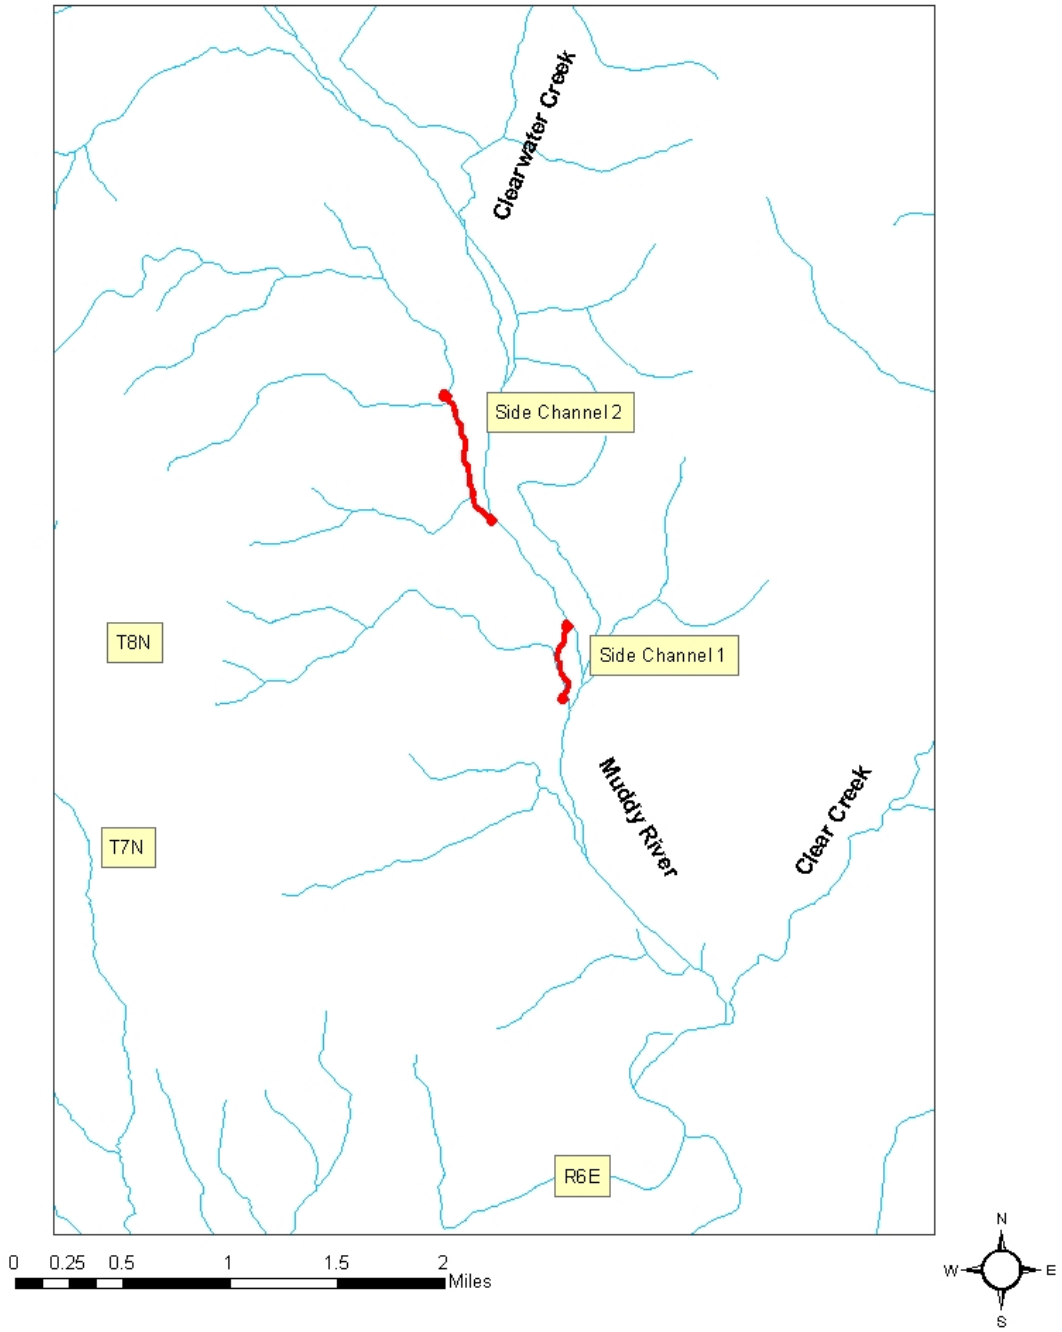 Clearwater Creek
Side Channel 2
T8N
Side Channel 1
Muddy River
Clear Creek
T7N
R6E
0 0.25 0.5 1 1.5 2
Miles
N
W E
S